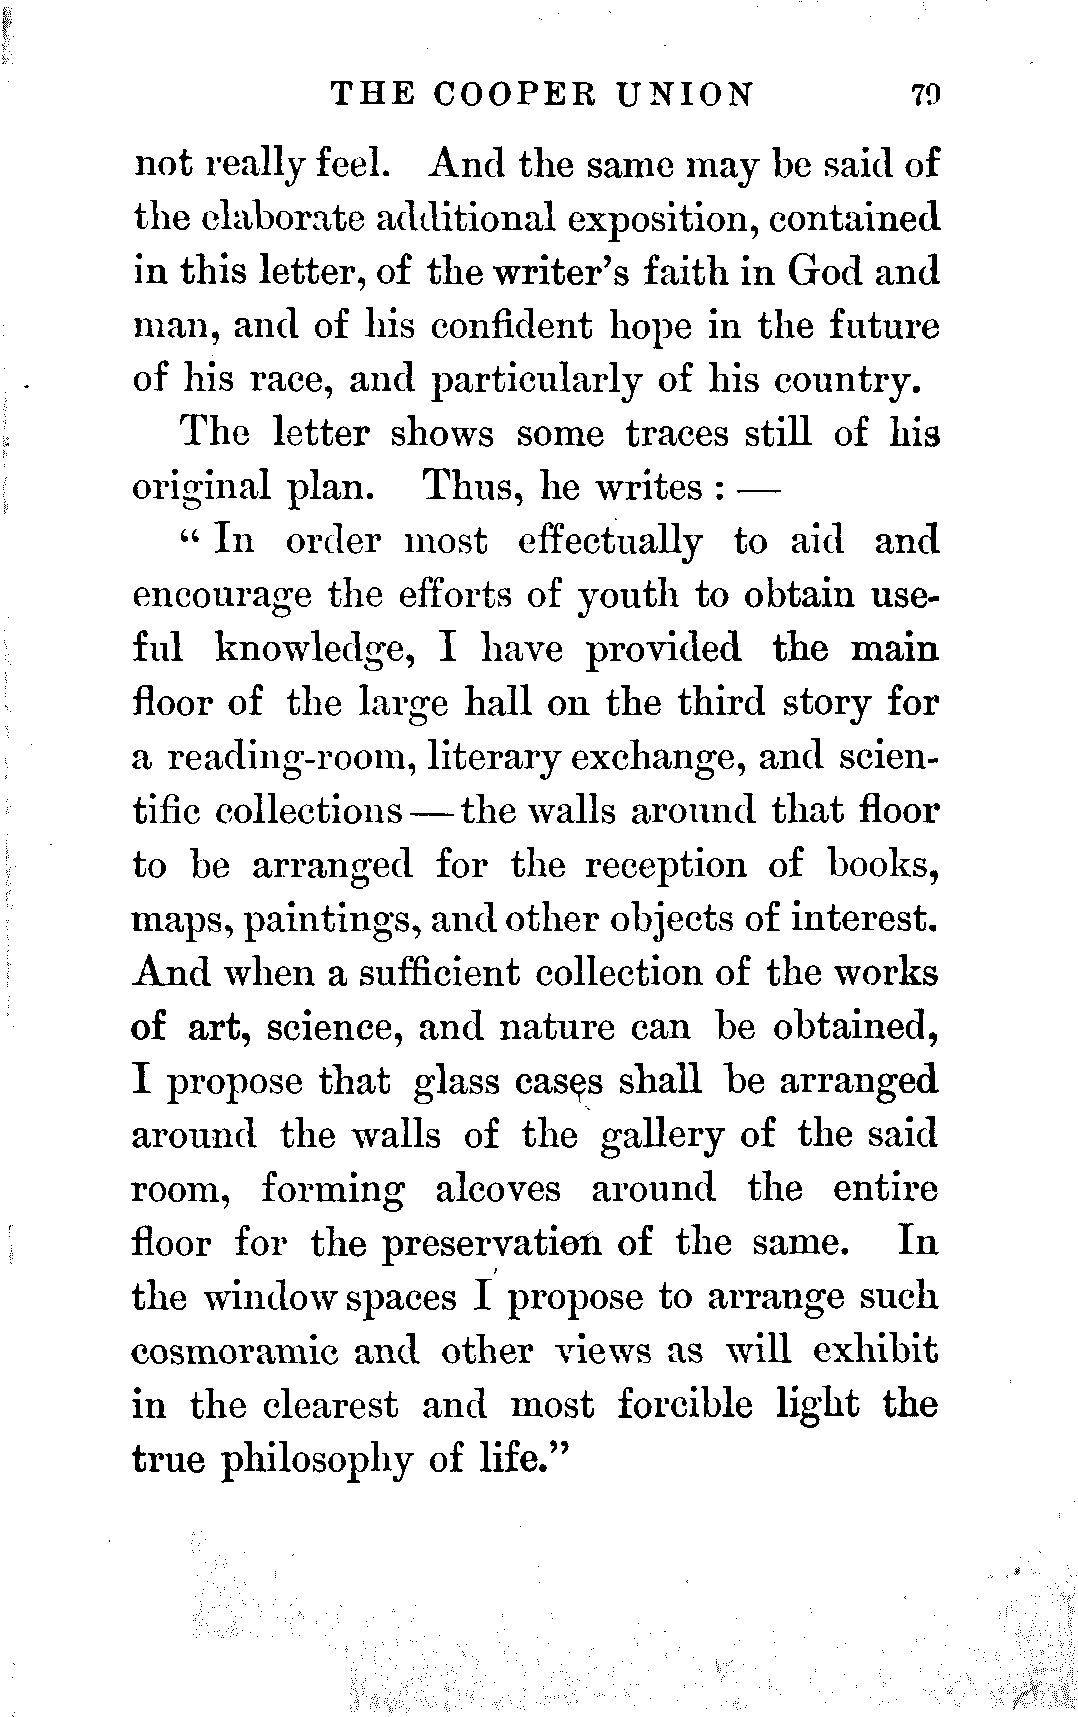 THE COOPER UNION 79
not really feel. And the same may be said of
the elaborate additional exposition, contained
in this letter, of the writer's faith in God and
man, and of his confident hope in the future
of his race, and particularly of his country.
The letter shows some traces still of his
original plan. Thus, he writes : —
“ In order most effectually to aid and
encourage the efforts of youth to obtain use-
ful knowledge, I have provided the main
floor of the large hall on the third story for
a reading-room, literary exchange, and scien-
tific collections — the walls around that floor
to be arranged for the reception of books,
maps, paintings, and other objects of interest.
And when a sufficient collection of the works
of art, science, and nature can be obtained,
I propose that glass cases shall be arranged
around the walls of the gallery of the said
room, forming alcoves around the entire
floor for the preservation of the same. In
the window spaces I propose to arrange such
cosmoramic and other views as will exhibit
in the clearest and most forcible light the
true philosophy of life.”